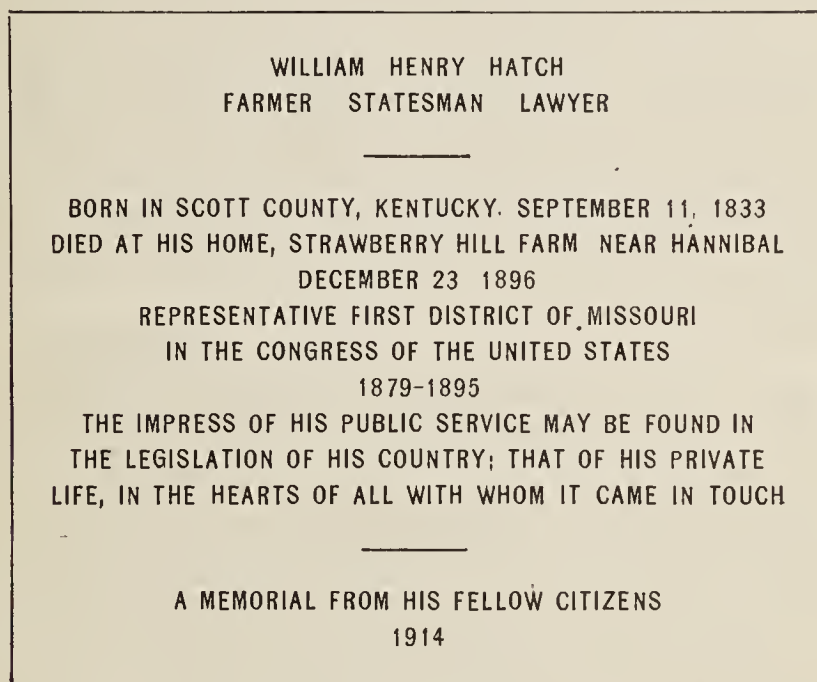 WILLIAM HENRY HATCH
FARMER STATESMAN LAWYER
BORN IN SCOTT COUNTY, KENTUCKY. SEPTEMBER 11, 1833
DIED AT HIS HOME, STRAWBERRY HILL FARM NEAR HANNIBAL
DECEMBER 23 1896
REPRESENTATIVE FIRST DISTRICT OF MISSOURI
IN THE CONGRESS OF THE UNITED STATES
1879-1895
THE IMPRESS OF HIS PUBLIC SERVICE MAY BE FOUND IN
THE LEGISLATION OF HIS COUNTRY; THAT OF HIS PRIVATE
LIFE, IN THE HEARTS OF ALL WITH WHOM IT CAME IN TOUCH
A MEMORIAL FROM HIS FELLOW CITIZENS
1914